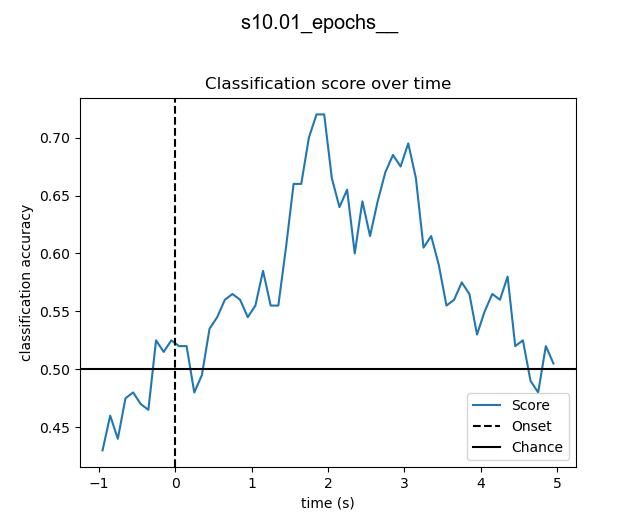 s10.01_epochs__
Classification score over time
classification accuracy
0.70
0.65
0.60
0.55
0.50
0.45
−1
0
1
2
3
4
5
time (s)
Score
Onset
Chance